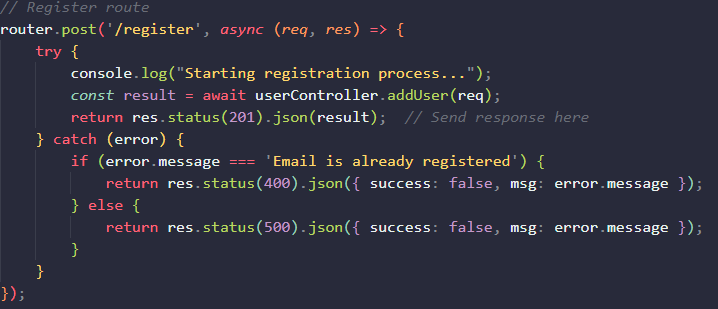 // Register route
router.post('/register', async (req, res) => {
    try {
        console.log("Starting registration process...");
        const result = await userController.addUser(req);
        return res.status(201).json(result);  // Send response here
    } catch (error) {
        if (error.message === 'Email is already registered') {
            return res.status(400).json({ success: false, msg: error.message });
        } else {
            return res.status(500).json({ success: false, msg: error.message });
        }
    }
});